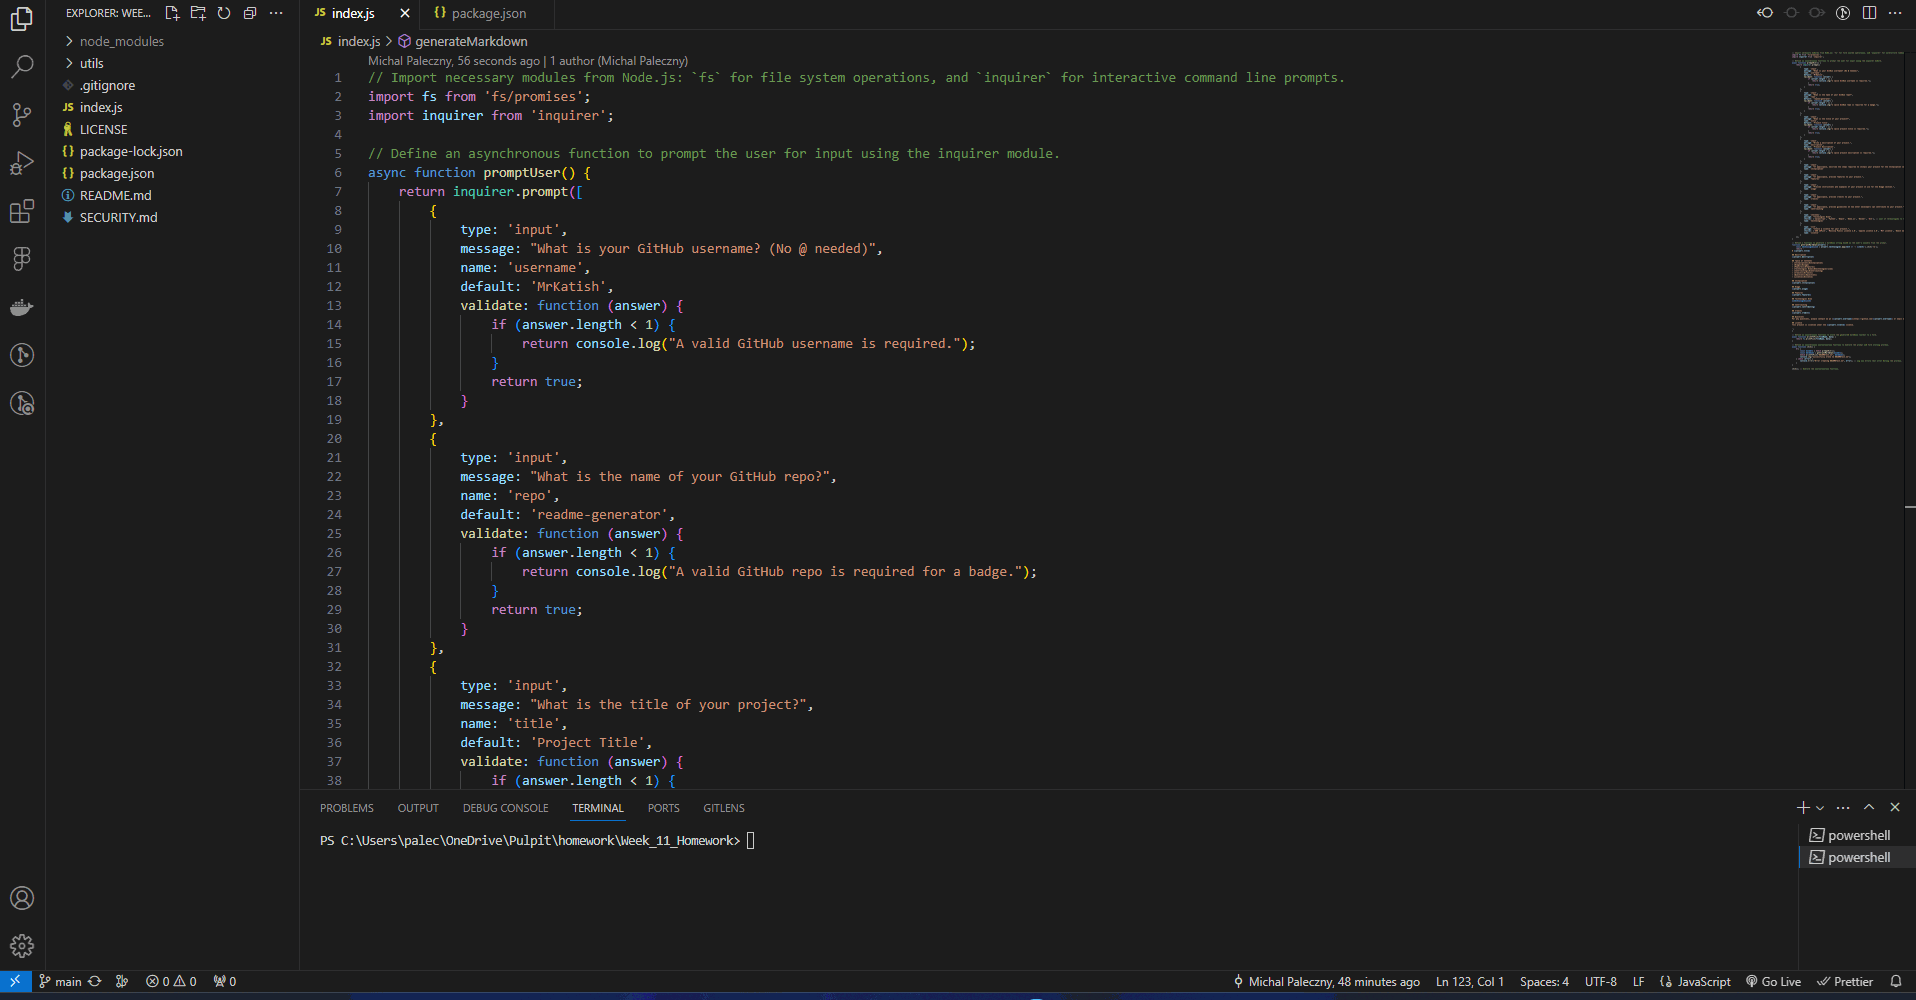 EXPLORER: WEE...
node_modules
utils
.gitignore
JS index.js
LICENSE
{} package-lock.json
{} package.json
README.md
SECURITY.md
JS index.js
{} package.json
JS index.js > generateMarkdown
Michal Paleczny, 56 seconds ago | 1 author (Michal Paleczny)
1 // Import necessary modules from Node.js: `fs` for file system operations, and `inquirer` for interactive command line prompts.
2 import fs from 'fs/promises';
3 import inquirer from 'inquirer';
4
5 // Define an asynchronous function to prompt the user for input using the inquirer module.
6 async function promptUser() {
7 return inquirer.prompt([
8 {
9 type: 'input',
10 message: "What is your GitHub username? (No @ needed)",
11 name: 'username',
12 default: 'MrKatish',
13 validate: function (answer) {
14 if (answer.length < 1) {
15 return console.log("A valid GitHub username is required.");
16 }
17 return true;
18 }
19 },
20 {
21 type: 'input',
22 message: "What is the name of your GitHub repo?",
23 name: 'repo',
24 default: 'readme-generator',
25 validate: function (answer) {
26 if (answer.length < 1) {
27 return console.log("A valid GitHub repo is required for a badge.");
28 }
29 return true;
30 }
31 },
32 {
33 type: 'input',
34 message: "What is the title of your project?",
35 name: 'title',
36 default: 'Project Title',
37 validate: function (answer) {
38 if (answer.length < 1) {
PROBLEMS OUTPUT DEBUG CONSOLE TERMINAL PORTS GITLENS
PS C:\Users\palec\OneDrive\Pulpit\homework\Week_11_Homework>
powershell
powershell
main 0 0 0 Michal Paleczny, 48 minutes ago Ln 123, Col 1 Spaces: 4 UTF-8 LF {} JavaScript Go Live Prettier